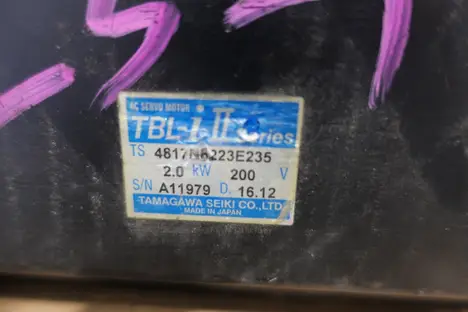 AC SERVO MOTOR
TBL-i II Series
TS 4817N6223E235
2.0 kW 200 V
S/N A11979 D. 16.12
TAMAGAWA SEIKI CO., LTD.
MADE IN JAPAN